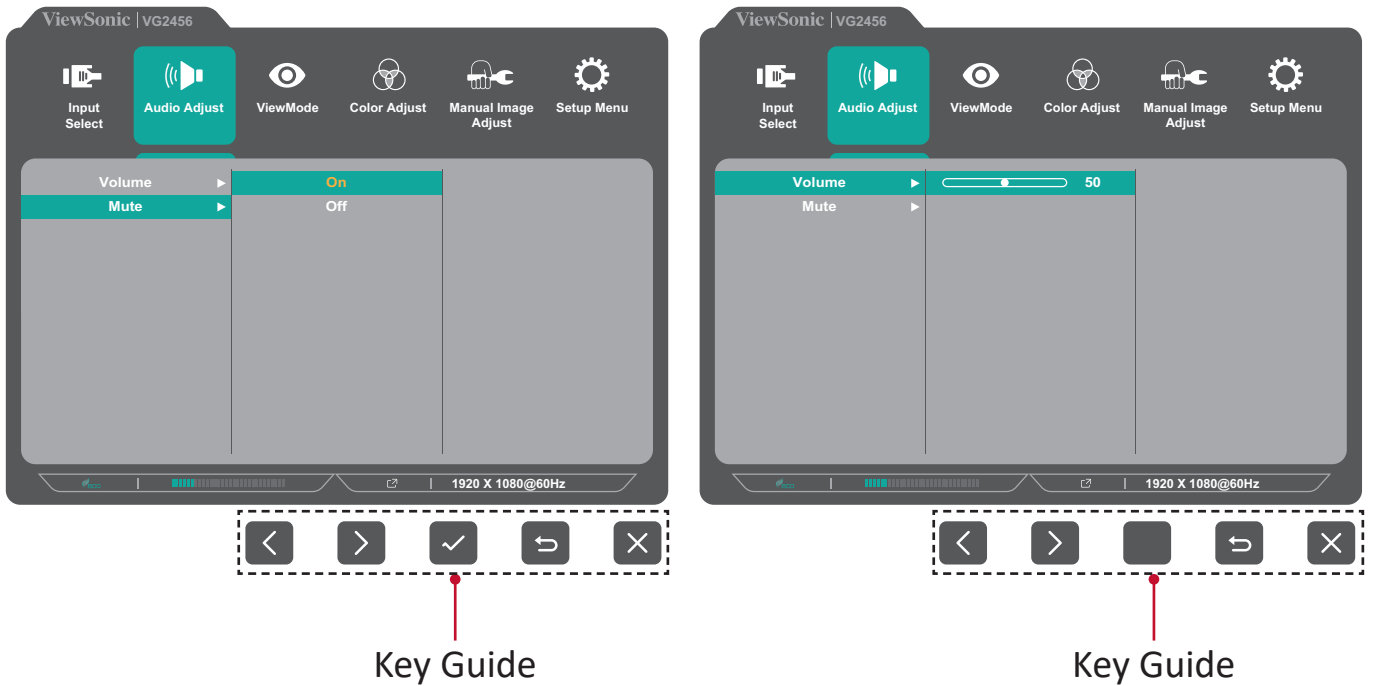 ViewSonic | VG2456
Input Select
Audio Adjust
ViewMode
Color Adjust
Manual Image Adjust
Setup Menu
Volume
On
Mute
Off
ECO
1920 X 1080@60Hz
Key Guide
ViewSonic | VG2456
Input Select
Audio Adjust
ViewMode
Color Adjust
Manual Image Adjust
Setup Menu
Volume
50
Mute
ECO
1920 X 1080@60Hz
Key Guide